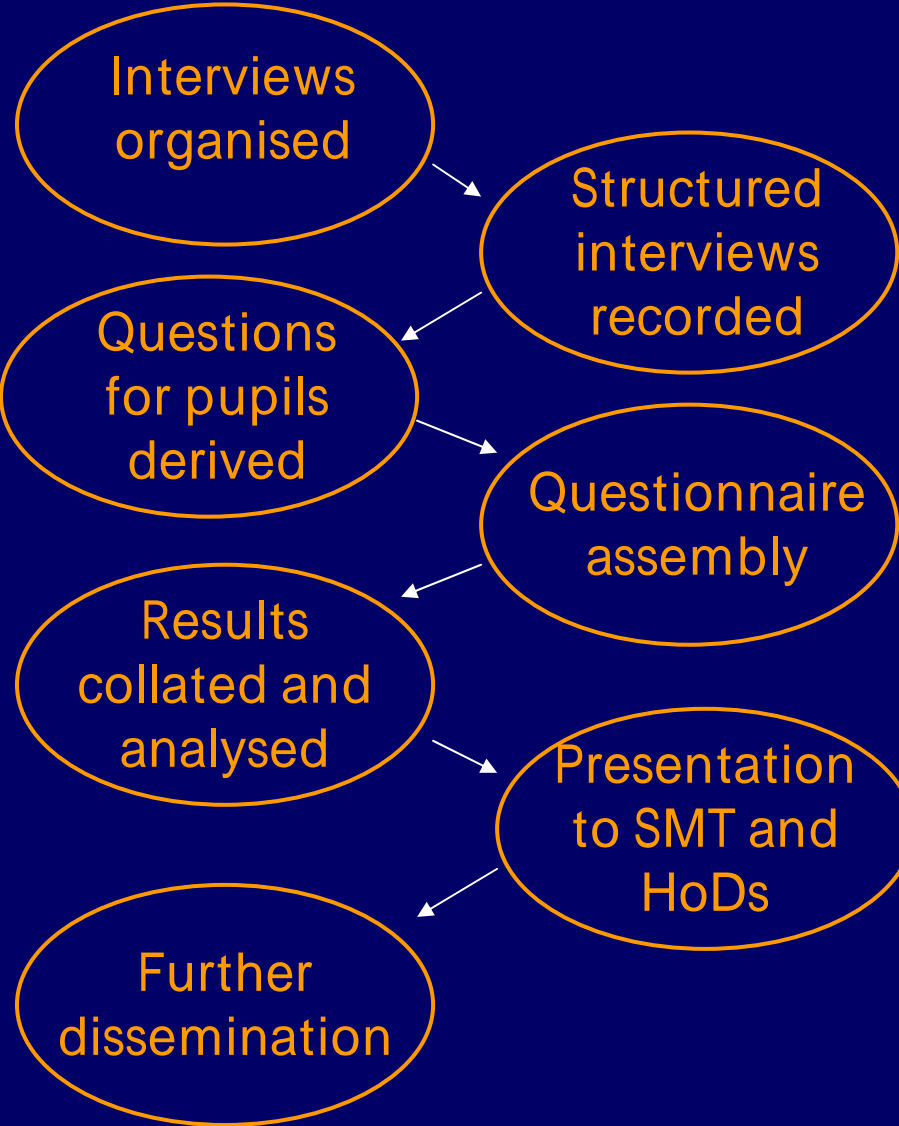 Interviews
organised
Structured
interviews
recorded
Questions
for pupils
derived
Questionnaire
assembly
Results
collated and
analysed
Presentation
to SMT and
HoDs
Further
dissemination